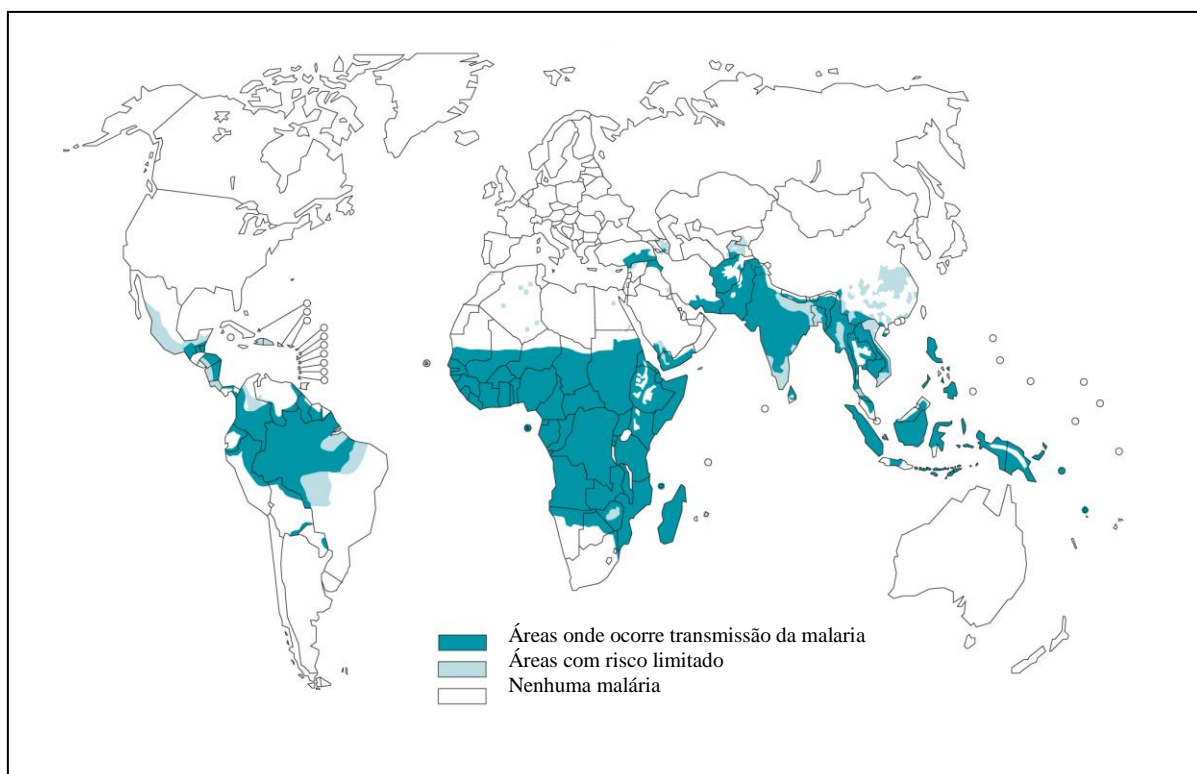 Áreas onde ocorre transmissão da malaria
Áreas com risco limitado
Nenhuma malária